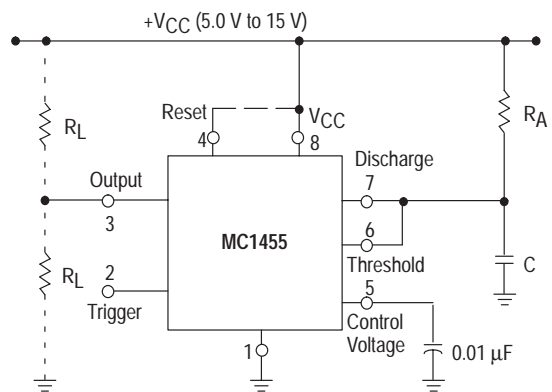 +VCC (5.0 V to 15 V)
Reset
VCC
RL
4
8
RA
Discharge
Output
7
3
MC1455
6
Threshold
C
RL
2
5
Trigger
Control
Voltage
1
0.01 µF